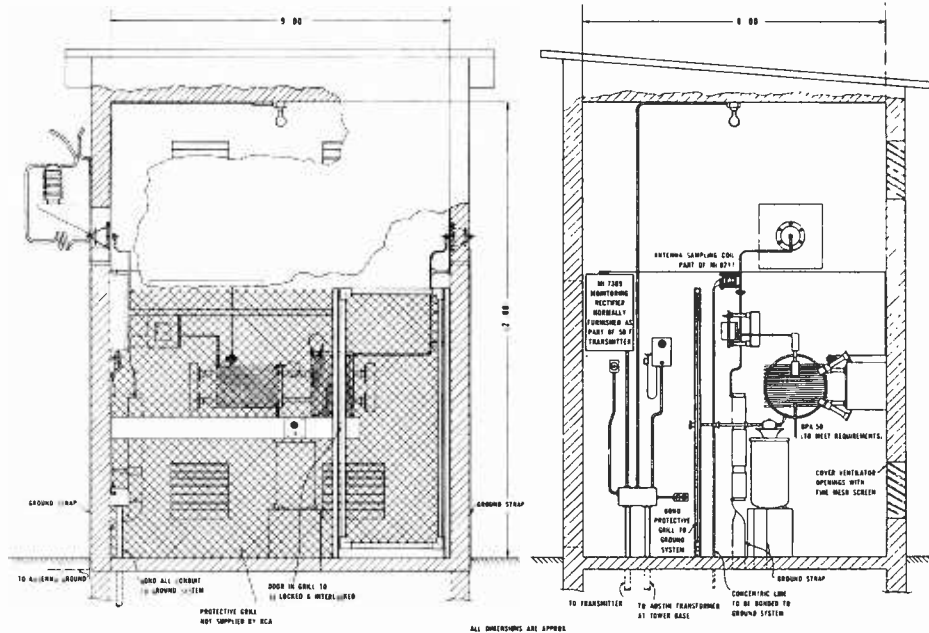 9 00
8 00
ANTENNA SAMPLING COIL
PART OF MI 8217
MI 7389
MONITORING
RECTIFIER
NORMALLY
FURNISHED AS
PART OF 50 F
TRANSMITTER
2 00
BPA 50
TO MEET REQUIREMENTS.
COVER VENTILATOR
OPENINGS WITH
FINE MESH SCREEN
GROUND STRAP
GROUND STRAP
BOND
PROTECTIVE
GRILL TO
GROUND
SYSTEM
TO GROUND
BOND ALL CONDUIT
GROUND SYSTEM
DOOR IN GRILL TO
LOCKED & INTERLOCKED
GROUND STRAP
PROTECTIVE GRILL
NOT SUPPLIED BY RCA
TO TRANSMITTER
TO AUSTIN TRANSFORMER
AT TOWER BASE
CONCENTRIC LINE
TO BE BONDED TO
GROUND SYSTEM
ALL DIMENSIONS ARE APPROX